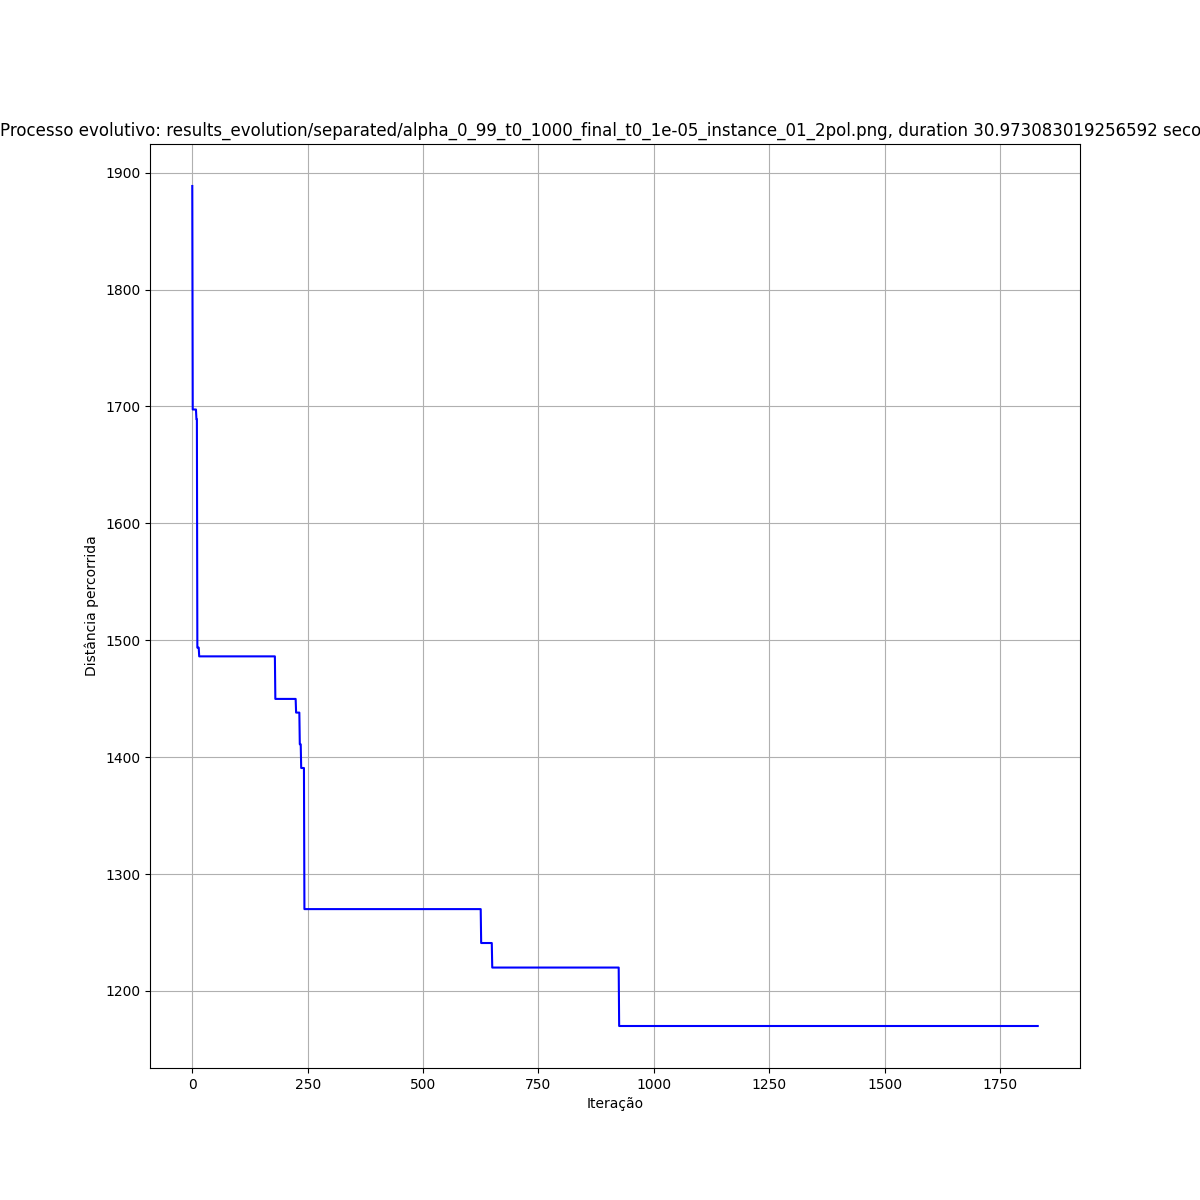 Processo evolutivo: results_evolution/separated/alpha_0_99_t0_1000_final_t0_1e-05_instance_01_2pol.png, duration 30.973083019256592 seco
1900
1800
1700
1600
1500
1400
1300
1200
Distância percorrida
0 250 500 750 1000 1250 1500 1750
Iteração